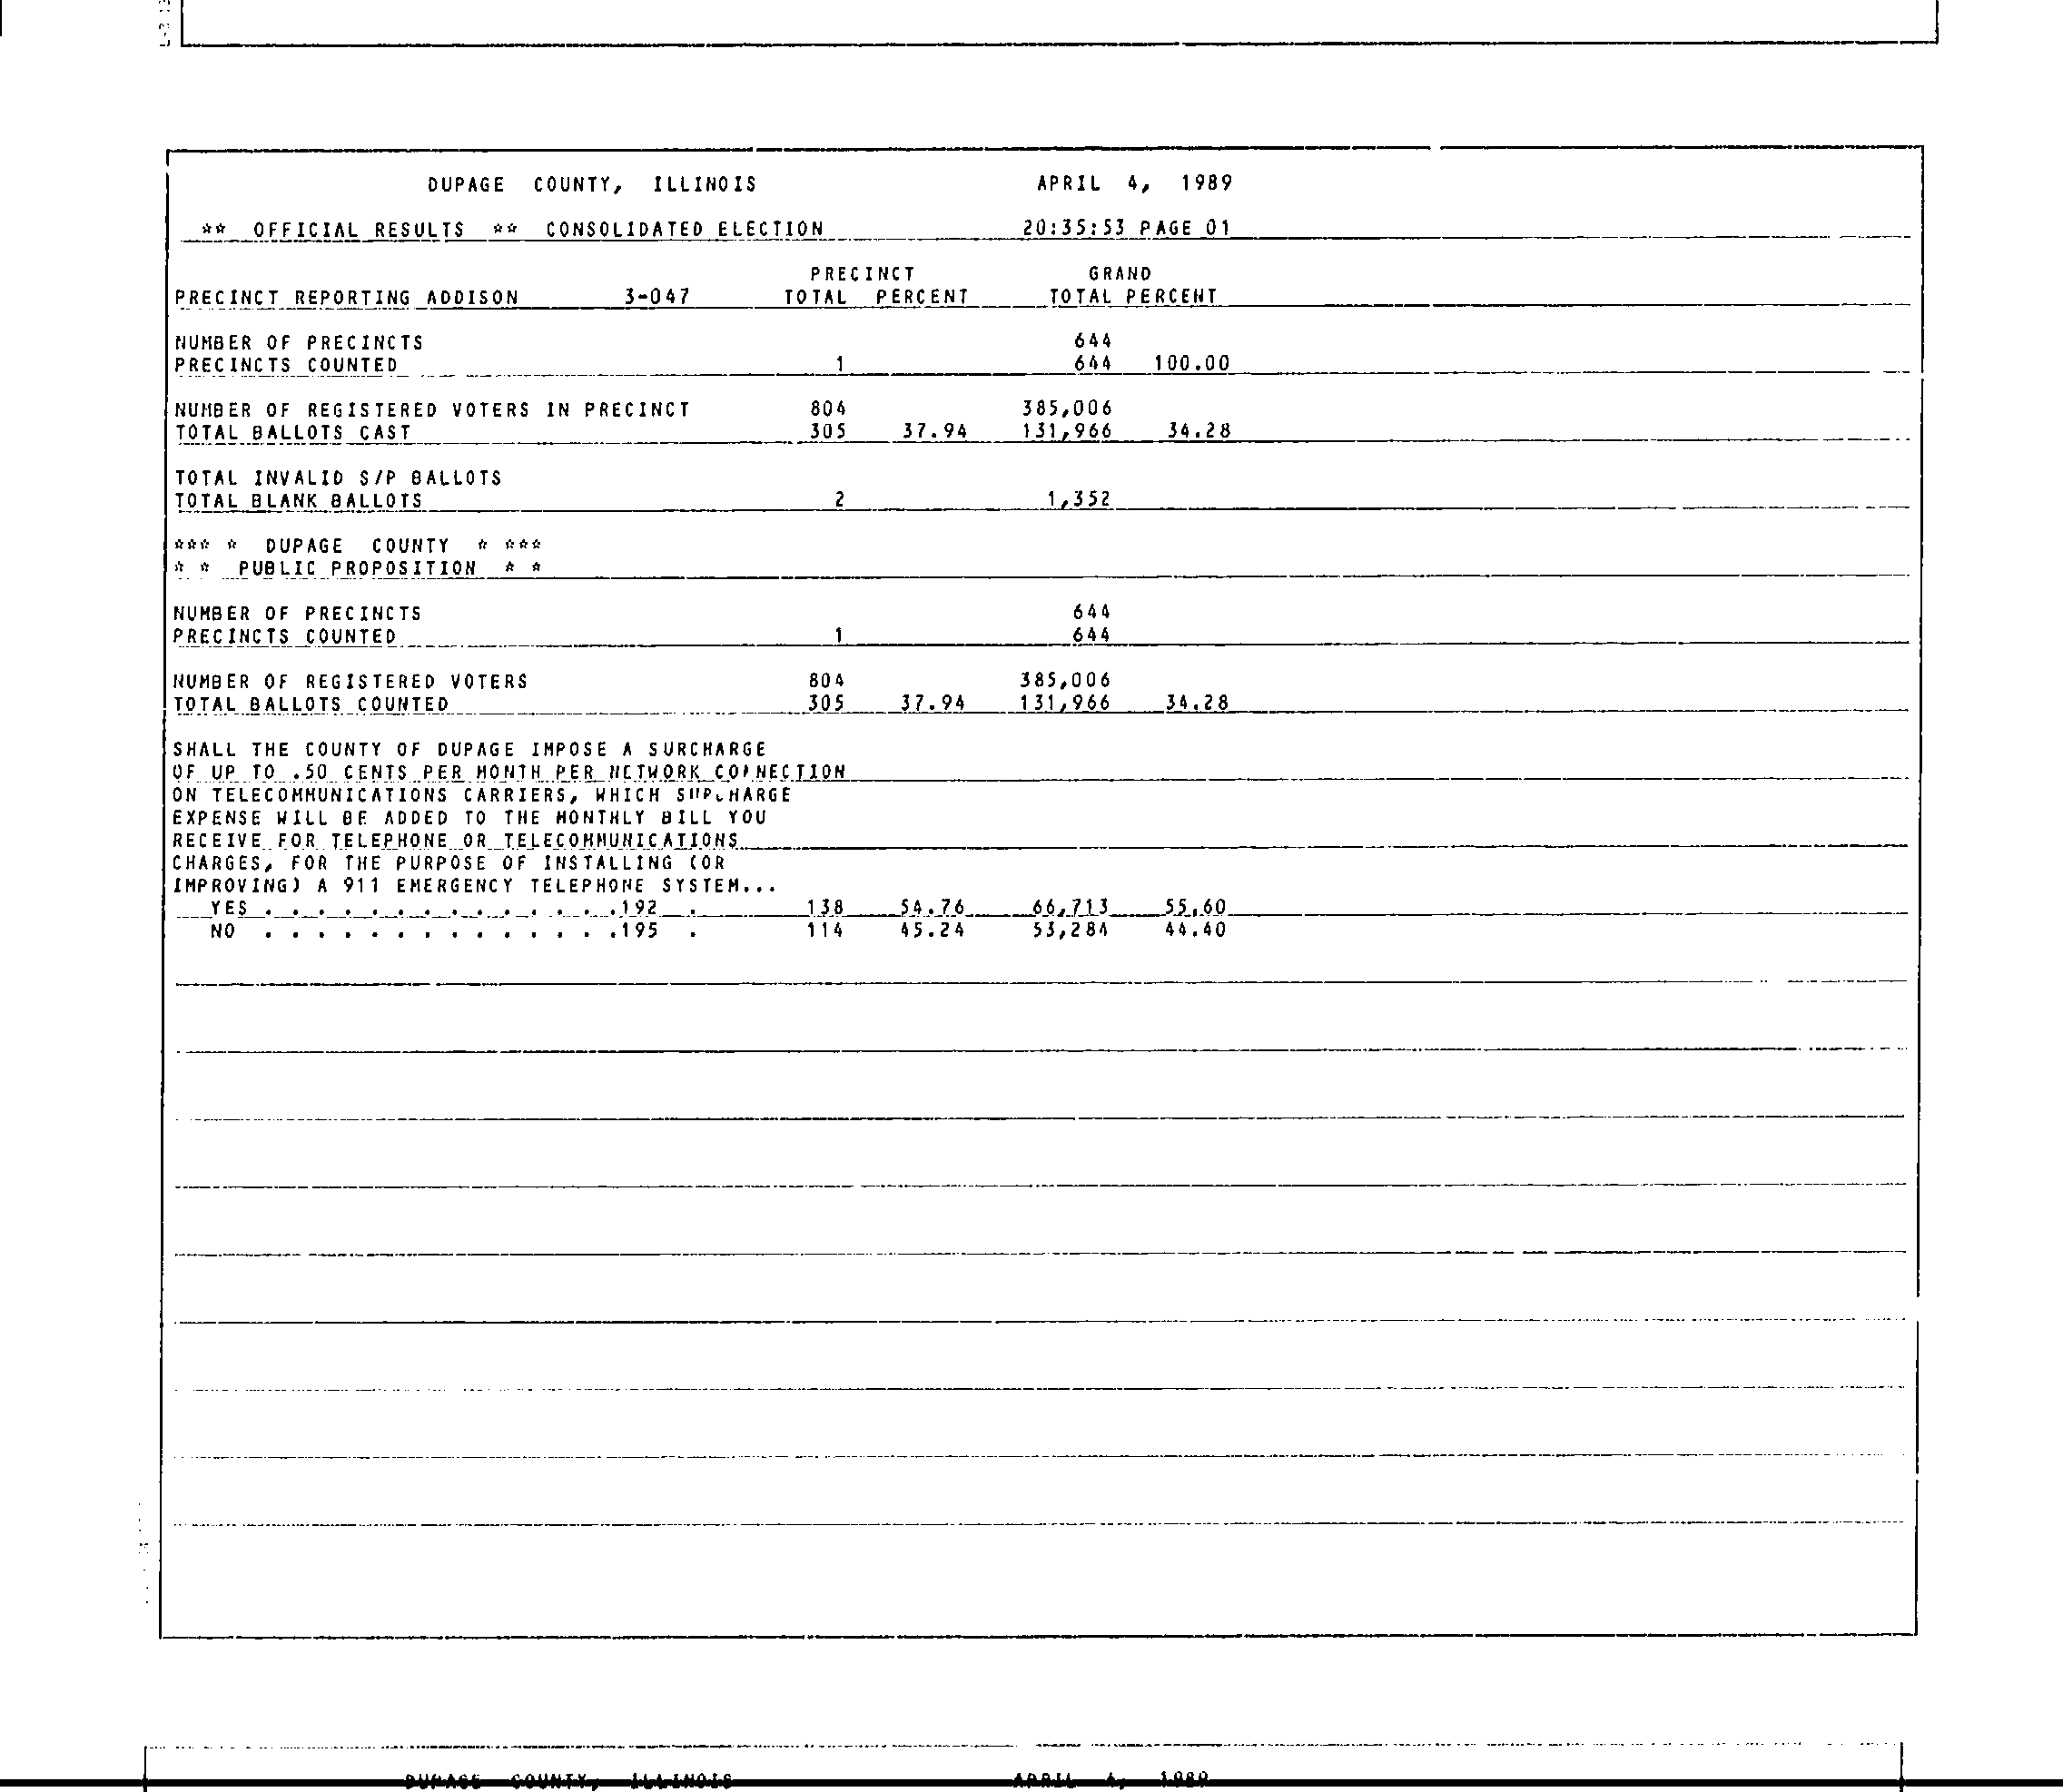 DUPAGE COUNTY, ILLINOIS APRIL 4, 1989
** OFFICIAL RESULTS ** CONSOLIDATED ELECTION 20:35:53 PAGE 01
PRECINCT GRAND
PRECINCT REPORTING ADDISON 3-047 TOTAL PERCENT TOTAL PERCENT
NUMBER OF PRECINCTS 644
PRECINCTS COUNTED 1 644 100.00
NUMBER OF REGISTERED VOTERS IN PRECINCT 804 385,006
TOTAL BALLOTS CAST 305 37.94 131,966 34.28
TOTAL INVALID S/P BALLOTS
TOTAL BLANK BALLOTS 2 1,352
*** * DUPAGE COUNTY * ***
* * PUBLIC PROPOSITION * *
NUMBER OF PRECINCTS 644
PRECINCTS COUNTED 1 644
NUMBER OF REGISTERED VOTERS 804 385,006
TOTAL BALLOTS COUNTED 305 37.94 131,966 34.28
SHALL THE COUNTY OF DUPAGE IMPOSE A SURCHARGE
OF UP TO .50 CENTS PER MONTH PER NETWORK CONNECTION
ON TELECOMMUNICATIONS CARRIERS, WHICH SURCHARGE
EXPENSE WILL BE ADDED TO THE MONTHLY BILL YOU
RECEIVE FOR TELEPHONE OR TELECOMMUNICATIONS
CHARGES, FOR THE PURPOSE OF INSTALLING (OR
IMPROVING) A 911 EMERGENCY TELEPHONE SYSTEM...
YES . . . . . . . . . . . . . .192 . 138 54.76 66,713 55.60
NO . . . . . . . . . . . . . .195 . 114 45.24 53,284 44.40
DUPAGE COUNTY, ILLINOIS APRIL 4, 1989